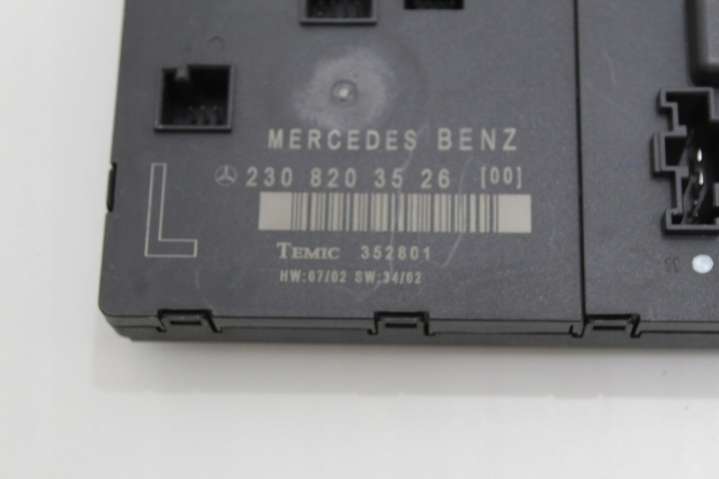 MERCEDES BENZ
230 820 35 26 [00]
L
TEMIC 352801
HW:07/02 SW:34/02